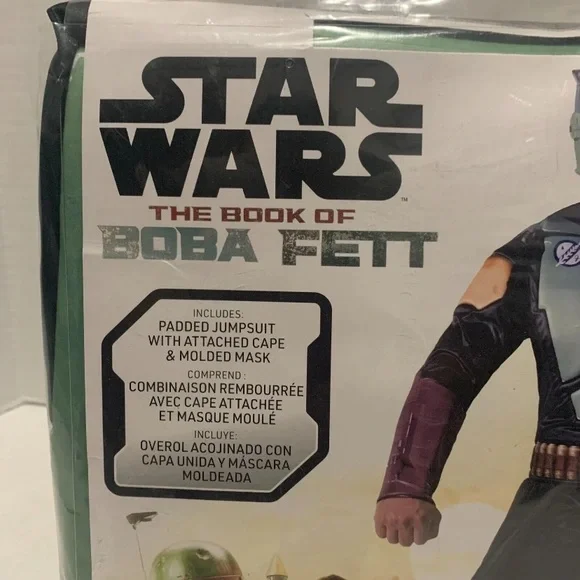 STAR
WARS
™
THE BOOK OF
BOBA FETT
INCLUDES:
PADDED JUMPSUIT
WITH ATTACHED CAPE
& MOLDED MASK
COMPREND :
COMBINAISON REMBOURRÉE
AVEC CAPE ATTACHÉE
ET MASQUE MOULÉ
INCLUYE:
OVEROL ACOJINADO CON
CAPA UNIDA Y MÁSCARA
MOLDEADA